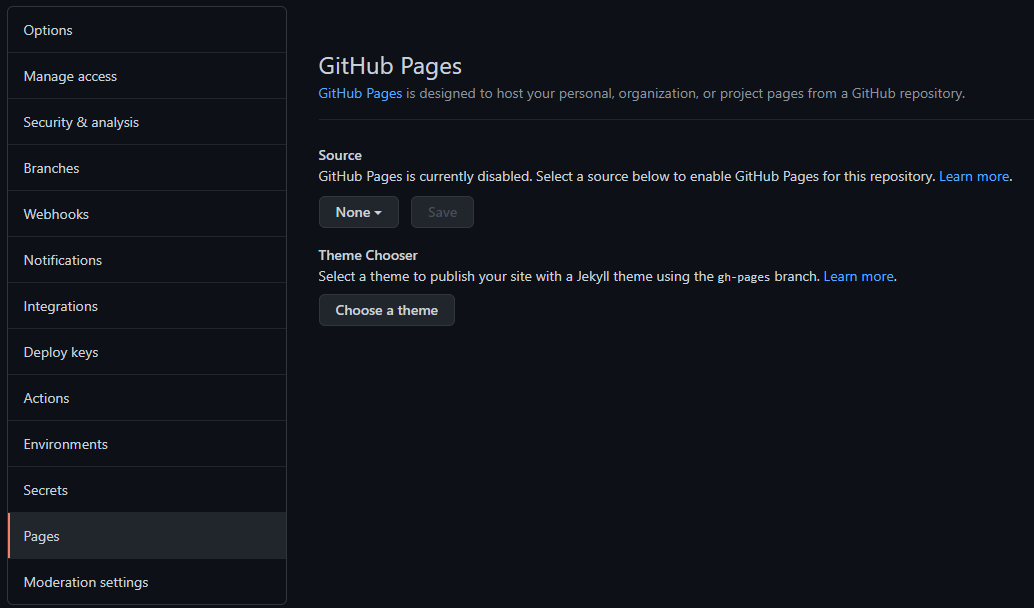 Options
Manage access
Security & analysis
Branches
Webhooks
Notifications
Integrations
Deploy keys
Actions
Environments
Secrets
Pages
Moderation settings
GitHub Pages
GitHub Pages is designed to host your personal, organization, or project pages from a GitHub repository.
Source
GitHub Pages is currently disabled. Select a source below to enable GitHub Pages for this repository. Learn more.
None Save
Theme Chooser
Select a theme to publish your site with a Jekyll theme using the gh-pages branch. Learn more.
Choose a theme